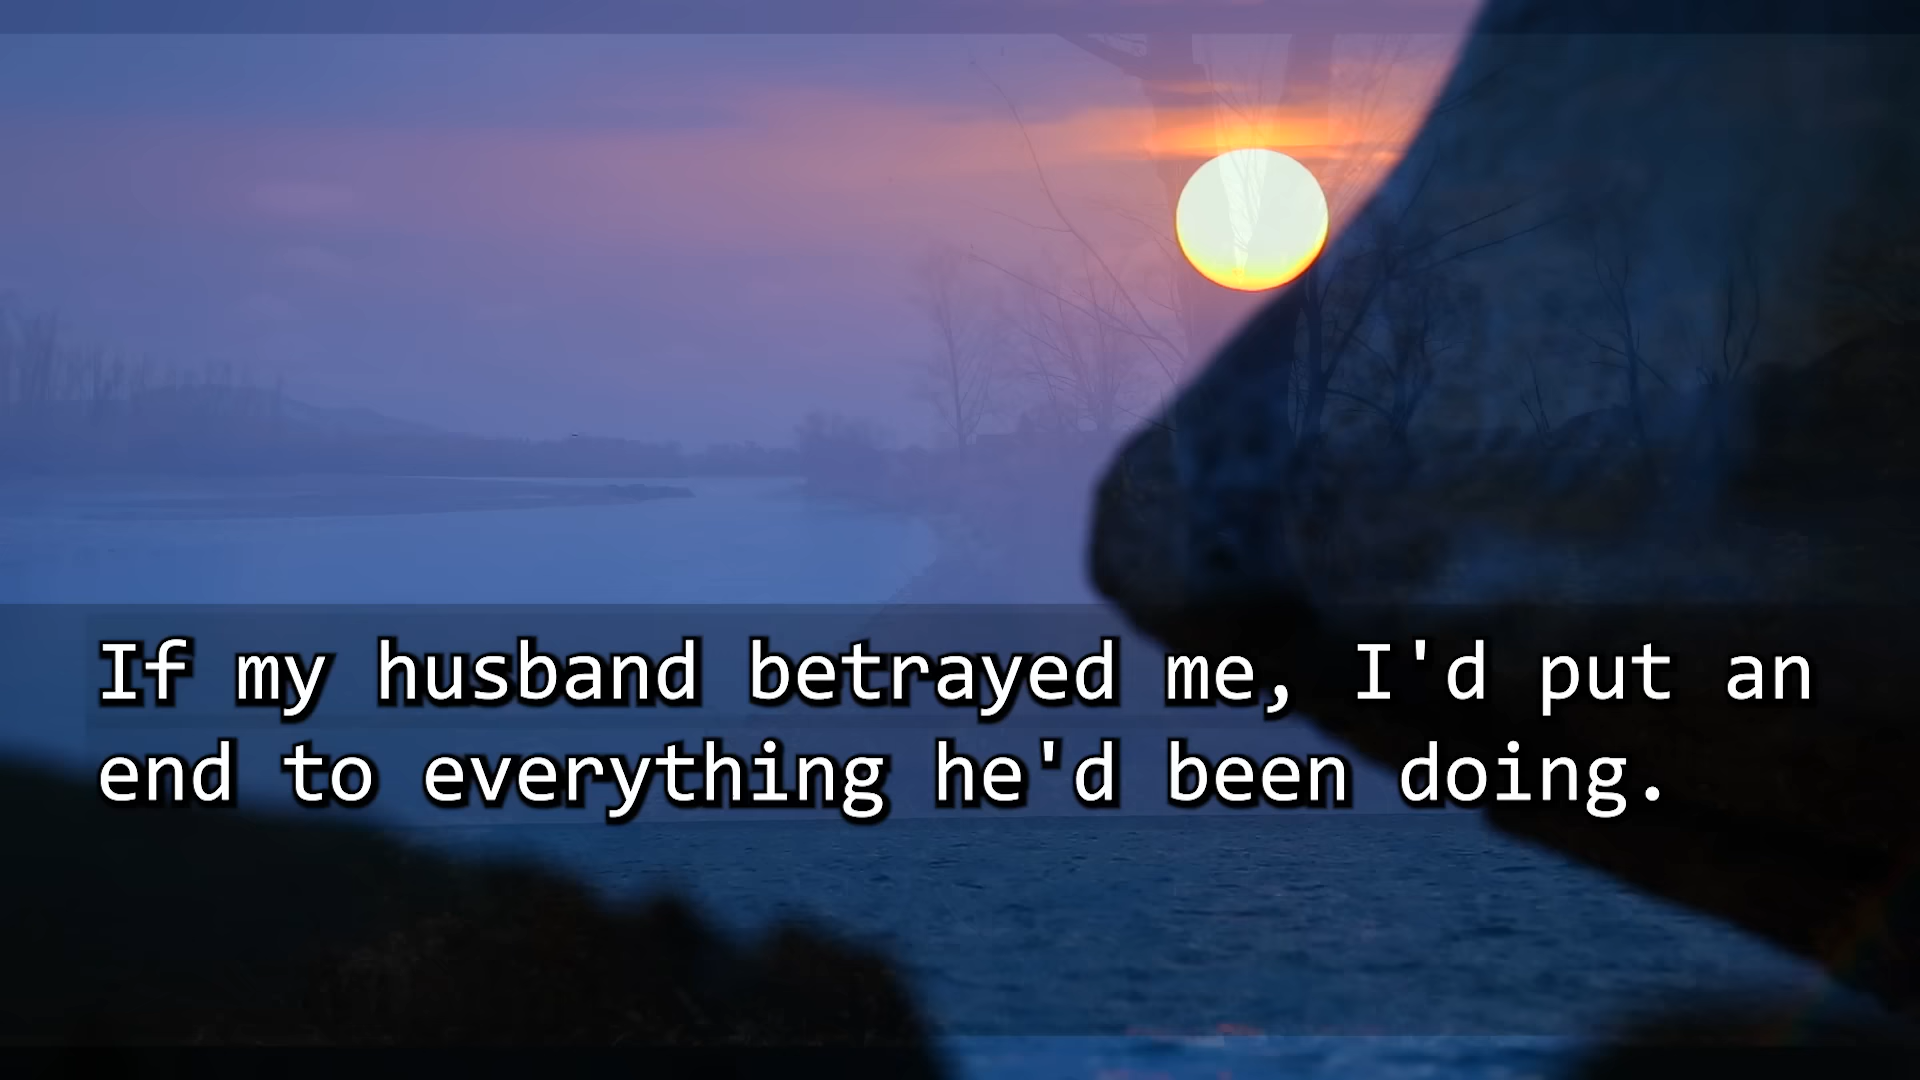 If my husband betrayed me, I'd put an
end to everything he'd been doing.